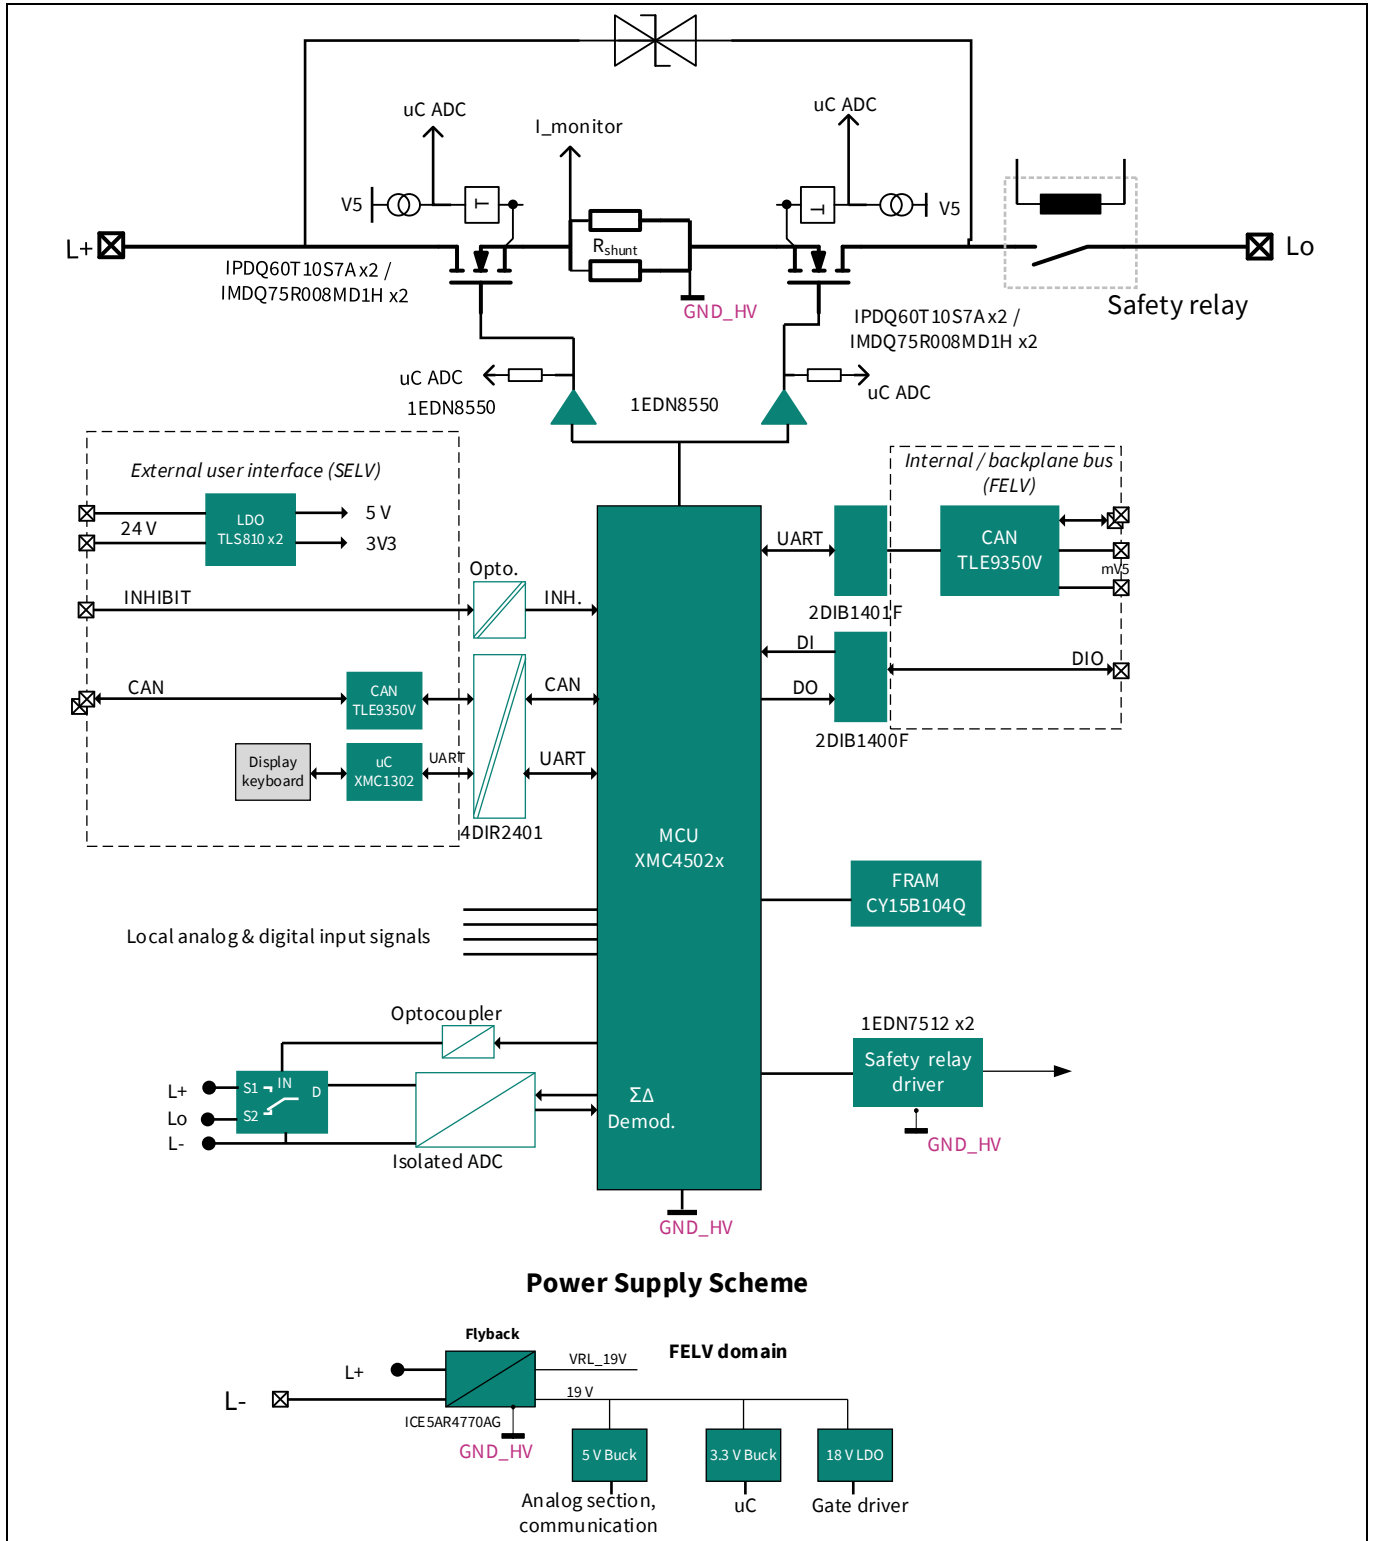 uC ADC
I_monitor
uC ADC
V5
T
T
V5
L+
Rshunt
Lo
IPDQ60T10S7A x2 /
IMDQ75R008MD1H x2
GND_HV
Safety relay
IPDQ60T10S7A x2 /
IMDQ75R008MD1H x2
uC ADC
uC ADC
1EDN8550
1EDN8550
External user interface (SELV)
Internal / backplane bus
(FELV)
24 V
LDO
TLS810 x2
5 V
3V3
UART
CAN
TLE9350V
mV5
Opto.
INHIBIT
INH.
2DIB1401F
DI
DIO
DO
2DIB1400F
CAN
CAN
TLE9350V
CAN
Display
keyboard
uC
XMC1302
UART
UART
4DIR2401
MCU
XMC4502x
FRAM
CY15B104Q
Local analog & digital input signals
Optocoupler
1EDN7512 x2
Safety relay
driver
GND_HV
L+
Lo
L-
S1
IN
D
S2
Isolated ADC
ΣΔ
Demod.
GND_HV
Power Supply Scheme
Flyback
FELV domain
L+
VRL_19V
L-
19 V
ICE5AR4770AG
GND_HV
5 V Buck
3.3 V Buck
18 V LDO
Analog section,
communication
uC
Gate driver